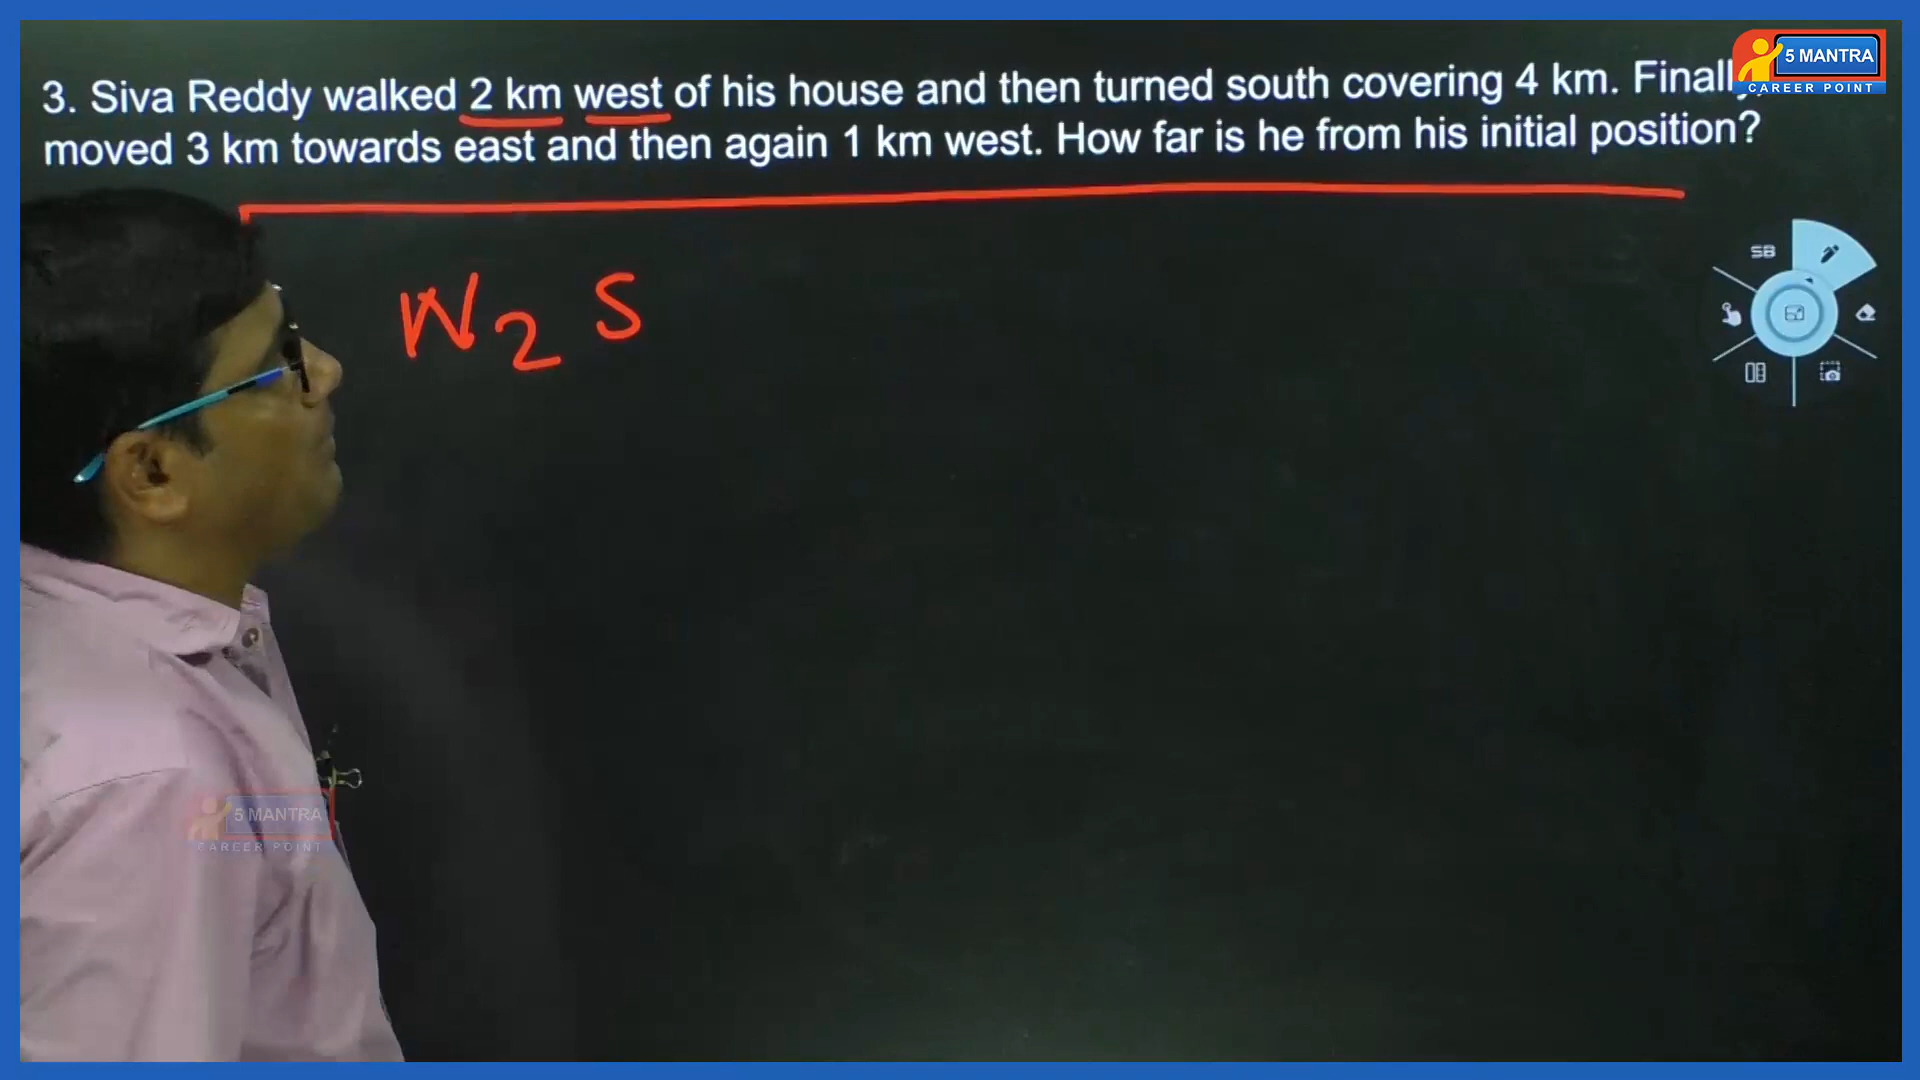 3. Siva Reddy walked 2 km west of his house and then turned south covering 4 km. Finally,
moved 3 km towards east and then again 1 km west. How far is he from his initial position?
W2 S
5 MANTRA
CAREER POINT
SB
5 MANTRA
CAREER POINT